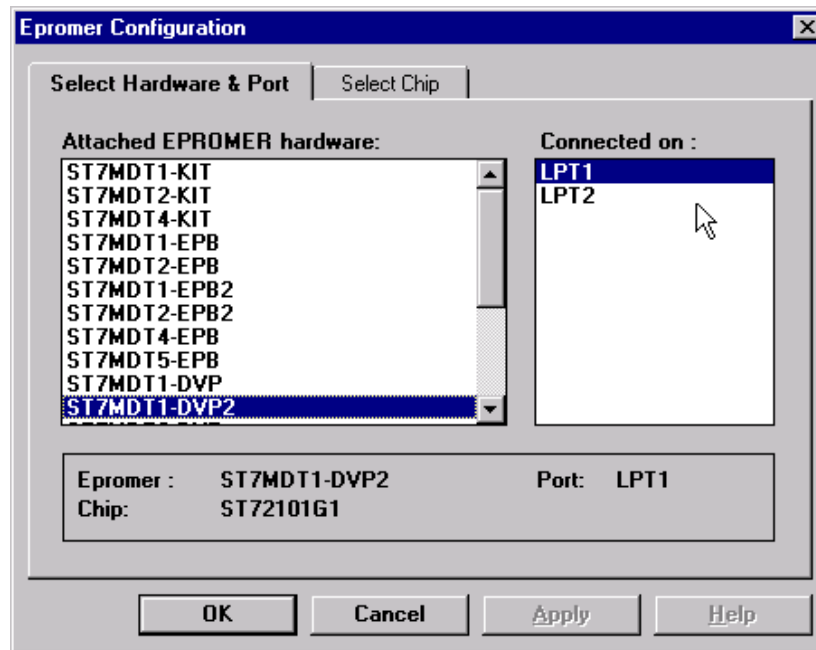 Epromer Configuration
Select Hardware & Port
Select Chip
Attached EPROMER hardware:
ST7MDT1-KIT
ST7MDT2-KIT
ST7MDT4-KIT
ST7MDT1-EPB
ST7MDT2-EPB
ST7MDT1-EPB2
ST7MDT2-EPB2
ST7MDT4-EPB
ST7MDT5-EPB
ST7MDT1-DVP
ST7MDT1-DVP2
Connected on :
LPT1
LPT2
Epromer : ST7MDT1-DVP2 Port: LPT1
Chip: ST72101G1
OK Cancel Apply Help